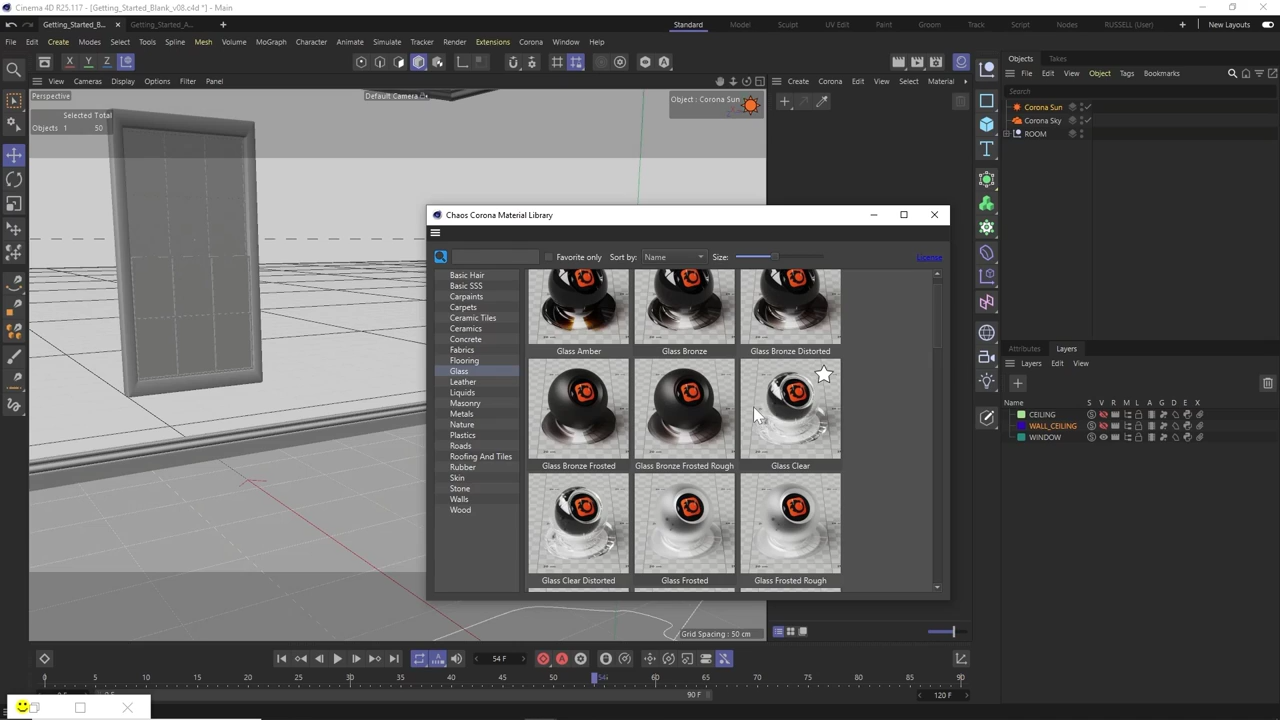 Cinema 4D R25.117 - [Getting_Started_Blank_v08.c4d *] - Main
Getting_Started_B... Getting_Started_A... Standard Model Sculpt UV Edit Paint Groom Track Script Nodes RUSSELL (User) New Layouts
File Edit Create Modes Select Tools Spline Mesh Volume MoGraph Character Animate Simulate Tracker Render Extensions Corona Window Help
X Y Z
View Cameras Display Options Filter Panel
Create Corona Edit View Select Material
Objects Takes
File Edit View Object Tags Bookmarks
Search
Perspective
Default Camera
Object : Corona Sun
Selected Total
Objects 1 50
Corona Sun
Corona Sky
ROOM
Chaos Corona Material Library
Favorite only Sort by: Name Size: License
Basic Hair
Basic SSS
Carpaints
Carpets
Ceramic Tiles
Ceramics
Concrete
Fabrics
Flooring
Glass
Leather
Liquids
Masonry
Metals
Nature
Plastics
Roads
Roofing And Tiles
Rubber
Skin
Stone
Walls
Wood
Glass Amber Glass Bronze Glass Bronze Distorted
Glass Bronze Frosted Glass Bronze Frosted Rough Glass Clear
Glass Clear Distorted Glass Frosted Glass Frosted Rough
Attributes Layers
Layers Edit View
Name S V R M L A G D E X
CEILING
WALL_CEILING
WINDOW
Grid Spacing : 50 cm
54 F
0 5 10 15 20 25 30 35 40 45 50 54 60 65 70 75 80 85 90
90 F 120 F